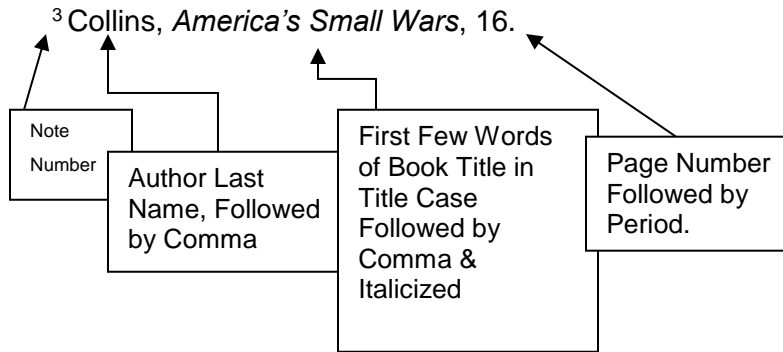 ³ Collins, America's Small Wars, 16.
Note
Number
Author Last
Name, Followed
by Comma
First Few Words
of Book Title in
Title Case
Followed by
Comma &
Italicized
Page Number
Followed by
Period.